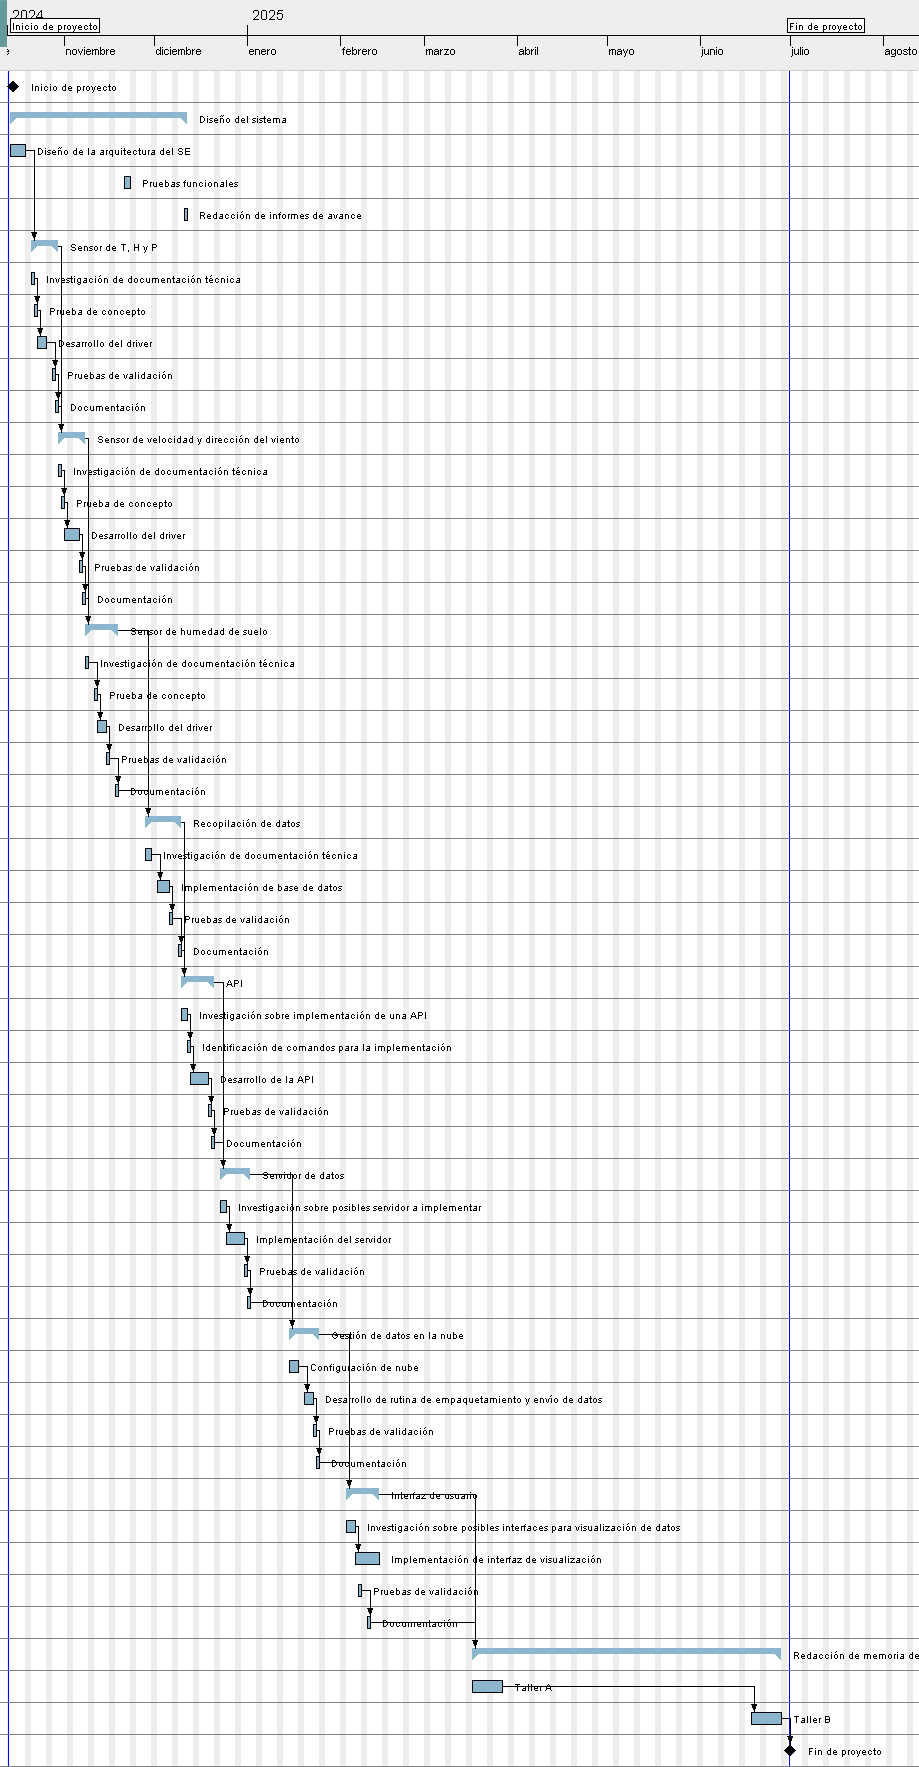 2024
2025
Inicio de proyecto
Fin de proyecto
noviembre
diciembre
enero
febrero
marzo
abril
mayo
junio
julio
agosto
Inicio de proyecto
Diseño del sistema
Diseño de la arquitectura del SE
Pruebas funcionales
Redacción de informes de avance
Sensor de T, H y P
Investigación de documentación técnica
Prueba de concepto
Desarrollo del driver
Pruebas de validación
Documentación
Sensor de velocidad y dirección del viento
Investigación de documentación técnica
Prueba de concepto
Desarrollo del driver
Pruebas de validación
Documentación
Sensor de humedad de suelo
Investigación de documentación técnica
Prueba de concepto
Desarrollo del driver
Pruebas de validación
Documentación
Recopilación de datos
Investigación de documentación técnica
Implementación de base de datos
Pruebas de validación
Documentación
API
Investigación sobre implementación de una API
Identificación de comandos para la implementación
Desarrollo de la API
Pruebas de validación
Documentación
Servidor de datos
Investigación sobre posibles servidor a implementar
Implementación del servidor
Pruebas de validación
Documentación
Gestión de datos en la nube
Configuración de nube
Desarrollo de rutina de empaquetamiento y envío de datos
Pruebas de validación
Documentación
Interfaz de usuario
Investigación sobre posibles interfaces para visualización de datos
Implementación de interfaz de visualización
Pruebas de validación
Documentación
Redacción de memoria de
Taller A
Taller B
Fin de proyecto